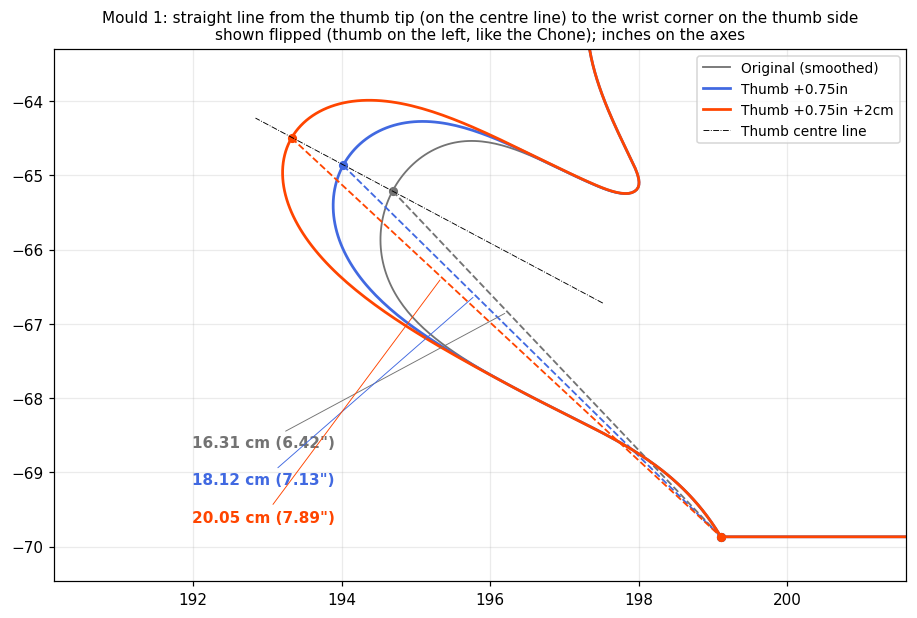 Mould 1: straight line from the thumb tip (on the centre line) to the wrist corner on the thumb side
shown flipped (thumb on the left, like the Chone); inches on the axes
Original (smoothed)
Thumb +0.75in
Thumb +0.75in +2cm
Thumb centre line
−64
−65
−66
−67
−68
−69
−70
16.31 cm (6.42")
18.12 cm (7.13")
20.05 cm (7.89")
192
194
196
198
200